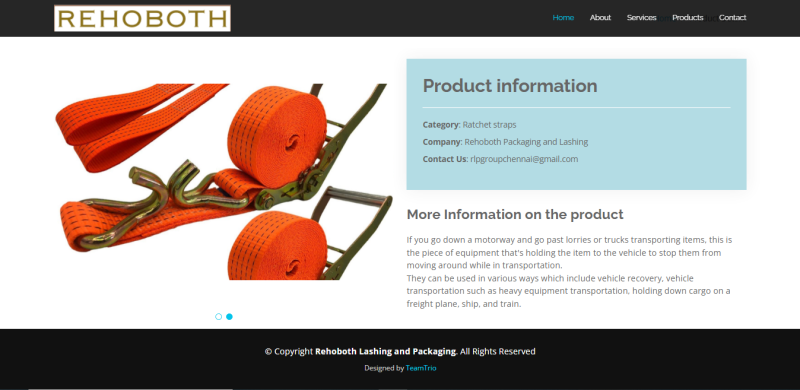 REHOBOTH
Home About Services Products Contact
Product information
Category: Ratchet straps
Company: Rehoboth Packaging and Lashing
Contact Us: rlpgroupchennai@gmail.com
More Information on the product
If you go down a motorway and go past lorries or trucks transporting items, this is
the piece of equipment that's holding the item to the vehicle to stop them from
moving around while in transportation.
They can be used in various ways which include vehicle recovery, vehicle
transportation such as heavy equipment transportation, holding down cargo on a
freight plane, ship, and train.
© Copyright Rehoboth Lashing and Packaging. All Rights Reserved
Designed by TeamTrio